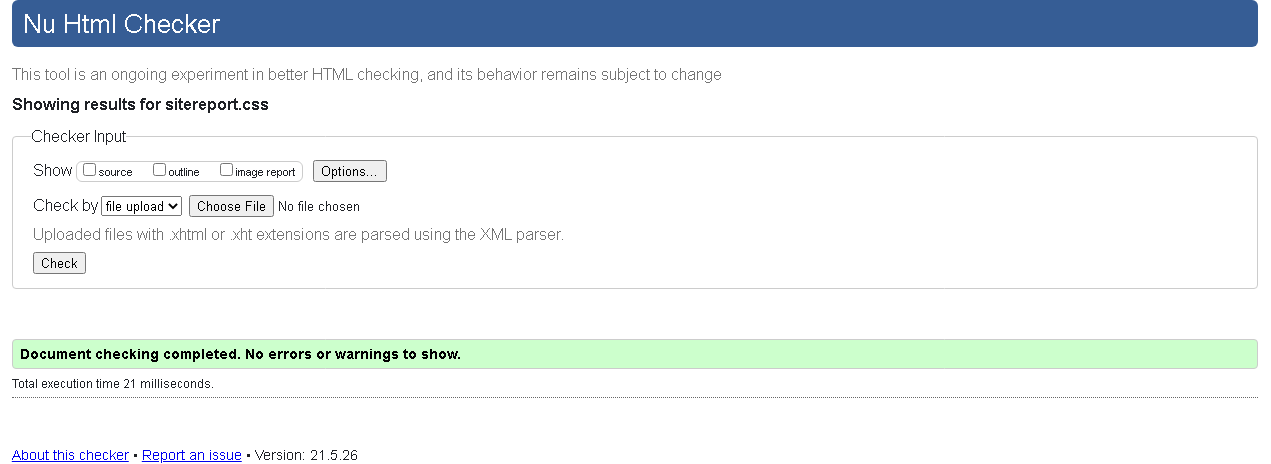 Nu Html Checker
This tool is an ongoing experiment in better HTML checking, and its behavior remains subject to change
Showing results for sitereport.css
Checker Input
Show source outline image report Options...
Check by file upload Choose File No file chosen
Uploaded files with .xhtml or .xht extensions are parsed using the XML parser.
Check
Document checking completed. No errors or warnings to show.
Total execution time 21 milliseconds.
About this checker • Report an issue • Version: 21.5.26